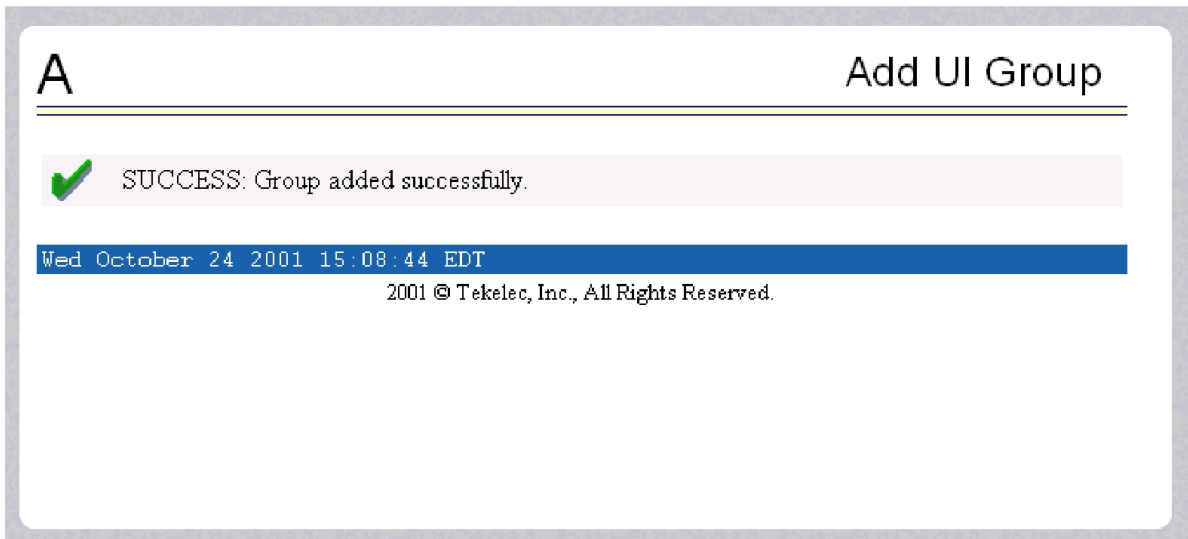 A
Add UI Group
SUCCESS: Group added successfully.
Wed October 24 2001 15:08:44 EDT
2001 © Tekelec, Inc., All Rights Reserved.